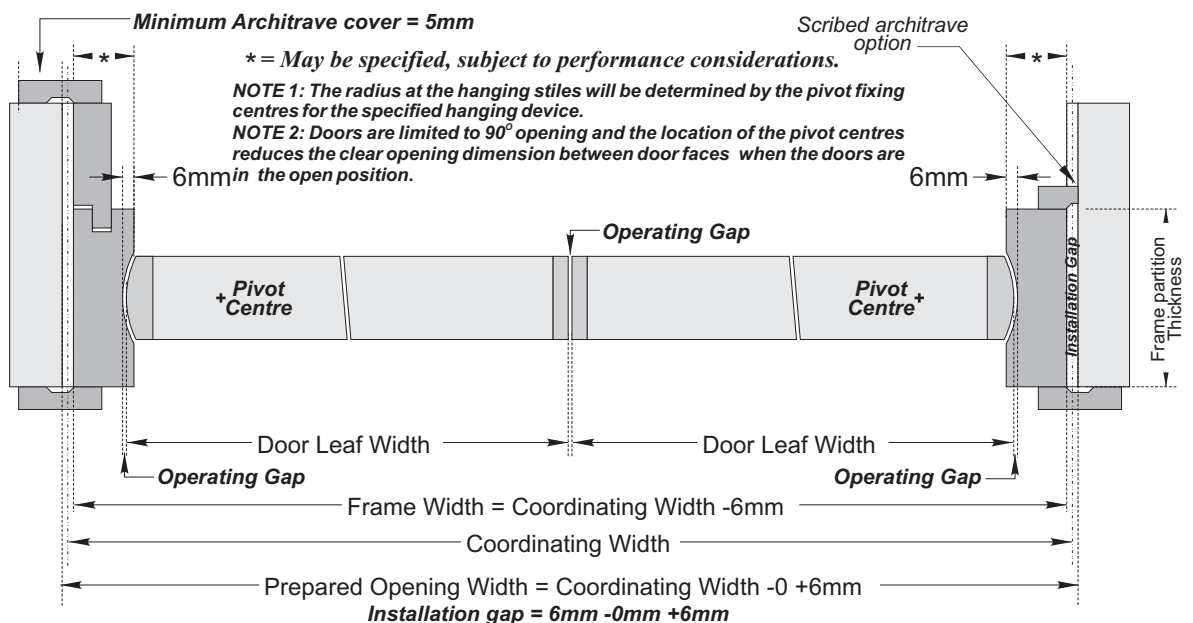 Minimum Architrave cover = 5mm
Scribed architrave
option
*
* = May be specified, subject to performance considerations.
*
NOTE 1: The radius at the hanging stiles will be determined by the pivot fixing
centres for the specified hanging device.
NOTE 2: Doors are limited to 90° opening and the location of the pivot centres
reduces the clear opening dimension between door faces when the doors are
in the open position.
6mm
6mm
Operating Gap
+Pivot
Centre
Pivot
Centre+
Installation Gap
Frame partition
Thickness
Door Leaf Width
Door Leaf Width
Operating Gap
Operating Gap
Frame Width = Coordinating Width -6mm
Coordinating Width
Prepared Opening Width = Coordinating Width -0 +6mm
Installation gap = 6mm -0mm +6mm